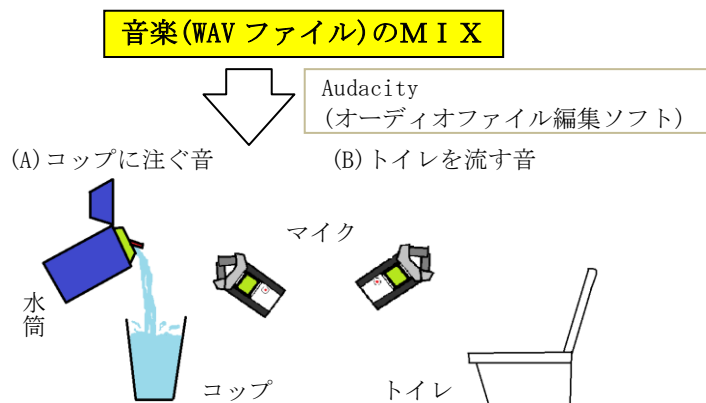 音楽(WAVファイル)のＭＩＸ
Audacity
(オーディオファイル編集ソフト)
(A)コップに注ぐ音
(B)トイレを流す音
マイク
水筒
コップ
トイレ